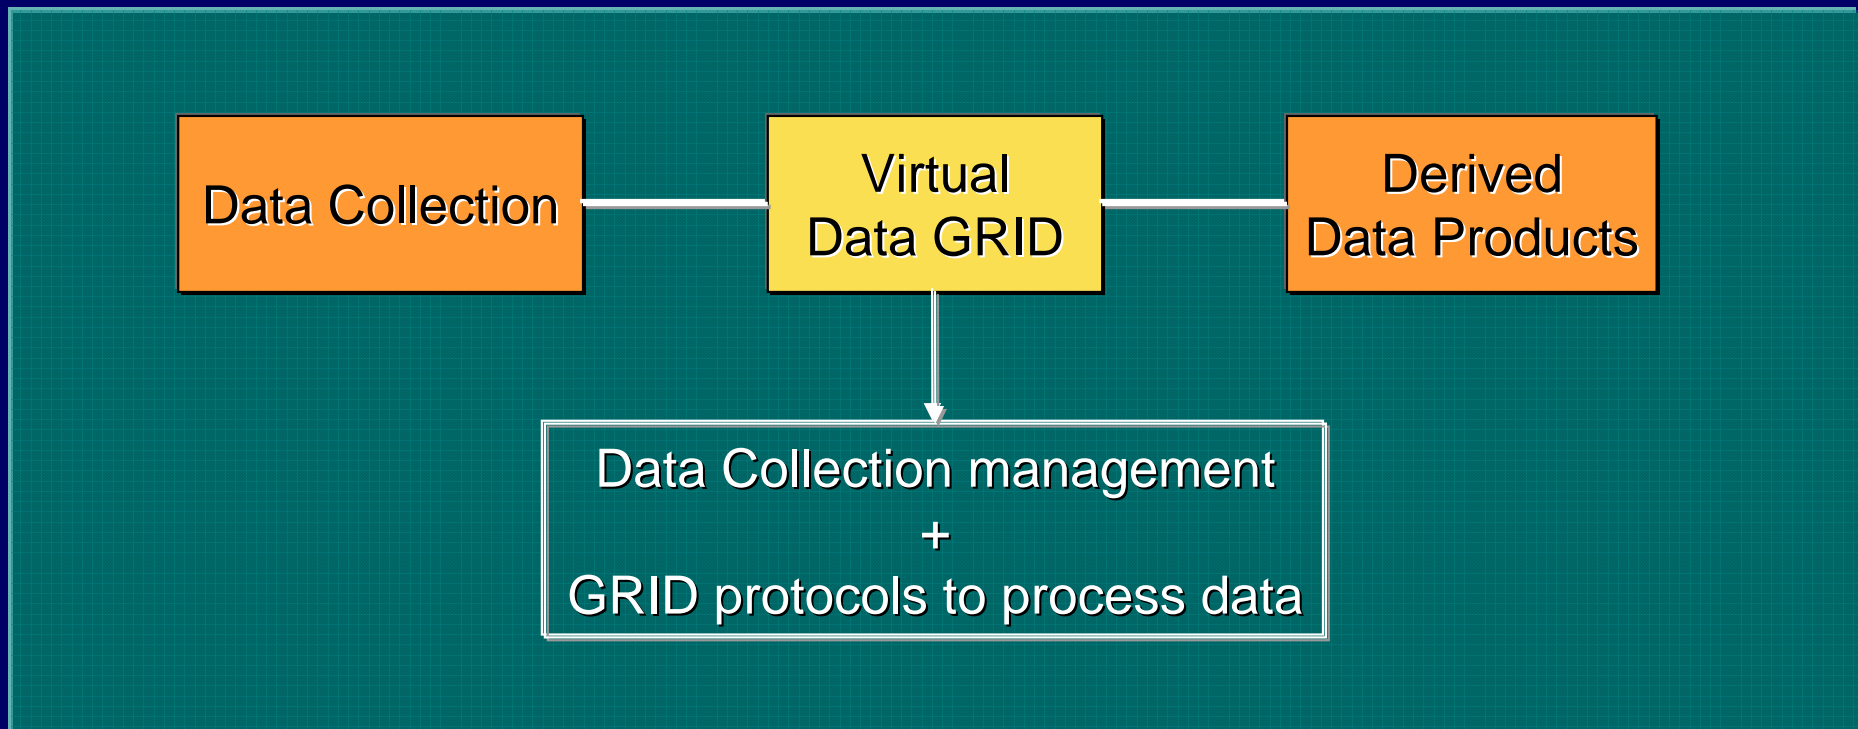 Data Collection
Virtual
Data GRID
Derived
Data Products
Data Collection management
+
GRID protocols to process data